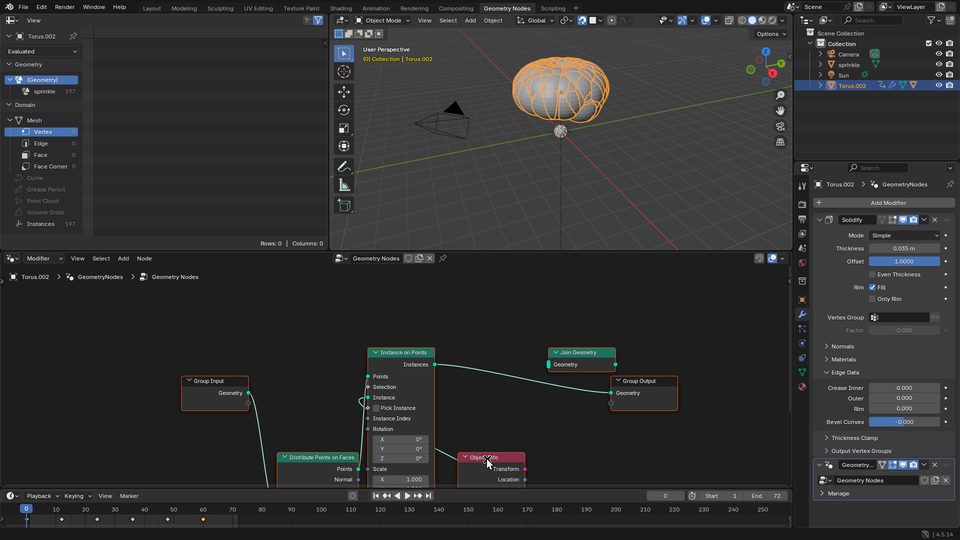 File Edit Render Window Help Layout Modeling Sculpting UV Editing Texture Paint Shading Animation Rendering Compositing Geometry Nodes Scripting Scene ViewLayer
Vertex
Object Mode View Select Add Object Global
Search
Torus.002
Options
Evaluated
Geometry
(Geometry)
sprinkle 197
Domain
Mesh
Vertex 0
Edge 0
Face 0
Face Corner 0
Curve
Grease Pencil
Point Cloud
Volume Grids
Instances 197
Rows: 0 | Columns: 0
User Perspective
(0) Collection | Torus.002
Z
Y
X
Scene Collection
Collection
Camera
sprinkle
Sun
Torus.002
Search
Torus.002 > GeometryNodes
Add Modifier
Solidify
Mode Simple
Thickness 0.035 m
Offset 1.0000
Even Thickness
Rim Fill
Only Rim
Vertex Group
Factor 0.000
Normals
Materials
Edge Data
Crease Inner 0.000
Outer 0.000
Rim 0.000
Bevel Convex -0.000
Thickness Clamp
Output Vertex Groups
Geometry...
Geometry Nodes
Manage
Modifier View Select Add Node Geometry Nodes
Torus.002 > GeometryNodes > Geometry Nodes
Group Input
Geometry
Instance on Points
Instances
Points
Selection
Instance
Pick Instance
Instance Index
Rotation
X 0°
Y 0°
Z 0°
Scale
X 1.000
Join Geometry
Geometry
Group Output
Geometry
Distribute Points on Faces
Points
Normal
Transform
Location
Playback Keying View Marker 0 Start 1 End 72
0 10 20 30 40 50 60 70 80 90 100 110 120 130 140 150 160 170 180 190 200 210 220 230 240 250
4.5.14